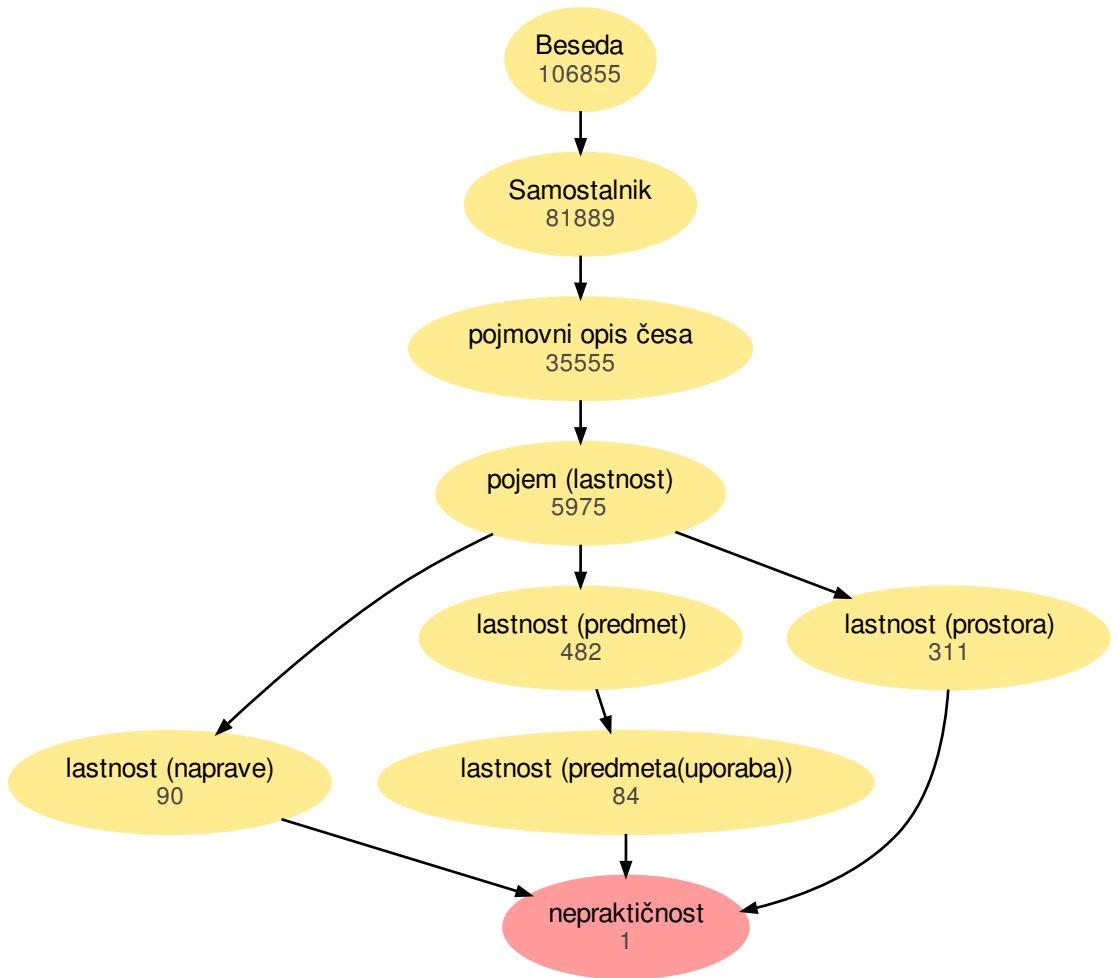 Beseda
106855
Samostalnik
81889
pojmovni opis česa
35555
pojem (lastnost)
5975
lastnost (predmet)
482
lastnost (prostora)
311
lastnost (naprave)
90
lastnost (predmeta(uporaba))
84
nepraktičnost
1